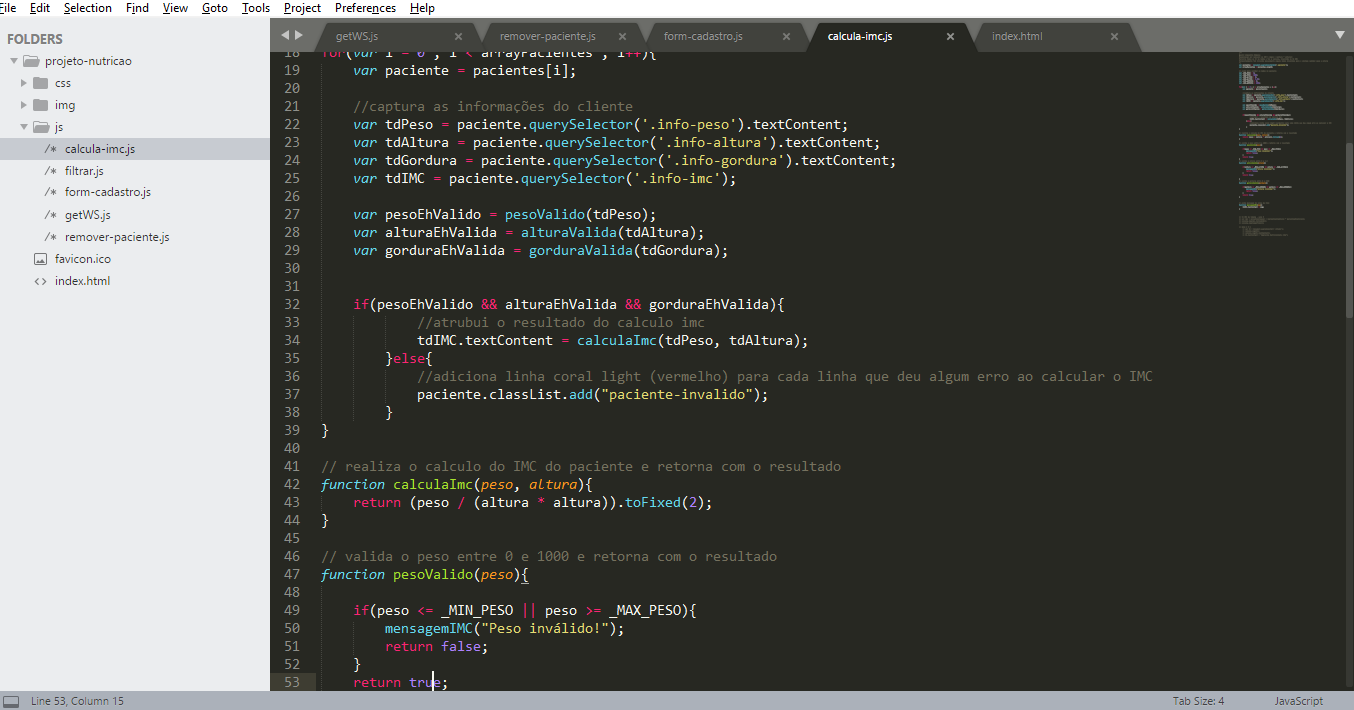 File Edit Selection Find View Goto Tools Project Preferences Help
FOLDERS
projeto-nutricao
css
img
js
/* calcula-imc.js
/* filtrar.js
/* form-cadastro.js
/* getWS.js
/* remover-paciente.js
favicon.ico
<> index.html
getWS.js × remover-paciente.js × form-cadastro.js × calcula-imc.js × index.html ×
18 for(var i = 0 ; i < arrayPacientes ; i++){
19     var paciente = pacientes[i];
20
21     //captura as informações do cliente
22     var tdPeso = paciente.querySelector('.info-peso').textContent;
23     var tdAltura = paciente.querySelector('.info-altura').textContent;
24     var tdGordura = paciente.querySelector('.info-gordura').textContent;
25     var tdIMC = paciente.querySelector('.info-imc');
26
27     var pesoEhValido = pesoValido(tdPeso);
28     var alturaEhValida = alturaValida(tdAltura);
29     var gorduraEhValida = gorduraValida(tdGordura);
30
31
32     if(pesoEhValido && alturaEhValida && gorduraEhValida){
33             //atrubui o resultado do calculo imc
34             tdIMC.textContent = calculaImc(tdPeso, tdAltura);
35         }else{
36             //adiciona linha coral light (vermelho) para cada linha que deu algum erro ao calcular o IMC
37             paciente.classList.add("paciente-invalido");
38         }
39 }
40
41 // realiza o calculo do IMC do paciente e retorna com o resultado
42 function calculaImc(peso, altura){
43     return (peso / (altura * altura)).toFixed(2);
44 }
45
46 // valida o peso entre 0 e 1000 e retorna com o resultado
47 function pesoValido(peso){
48
49     if(peso <= _MIN_PESO || peso >= _MAX_PESO){
50         mensagemIMC("Peso inválido!");
51         return false;
52     }
53     return true;
Line 53, Column 15 Tab Size: 4 JavaScript